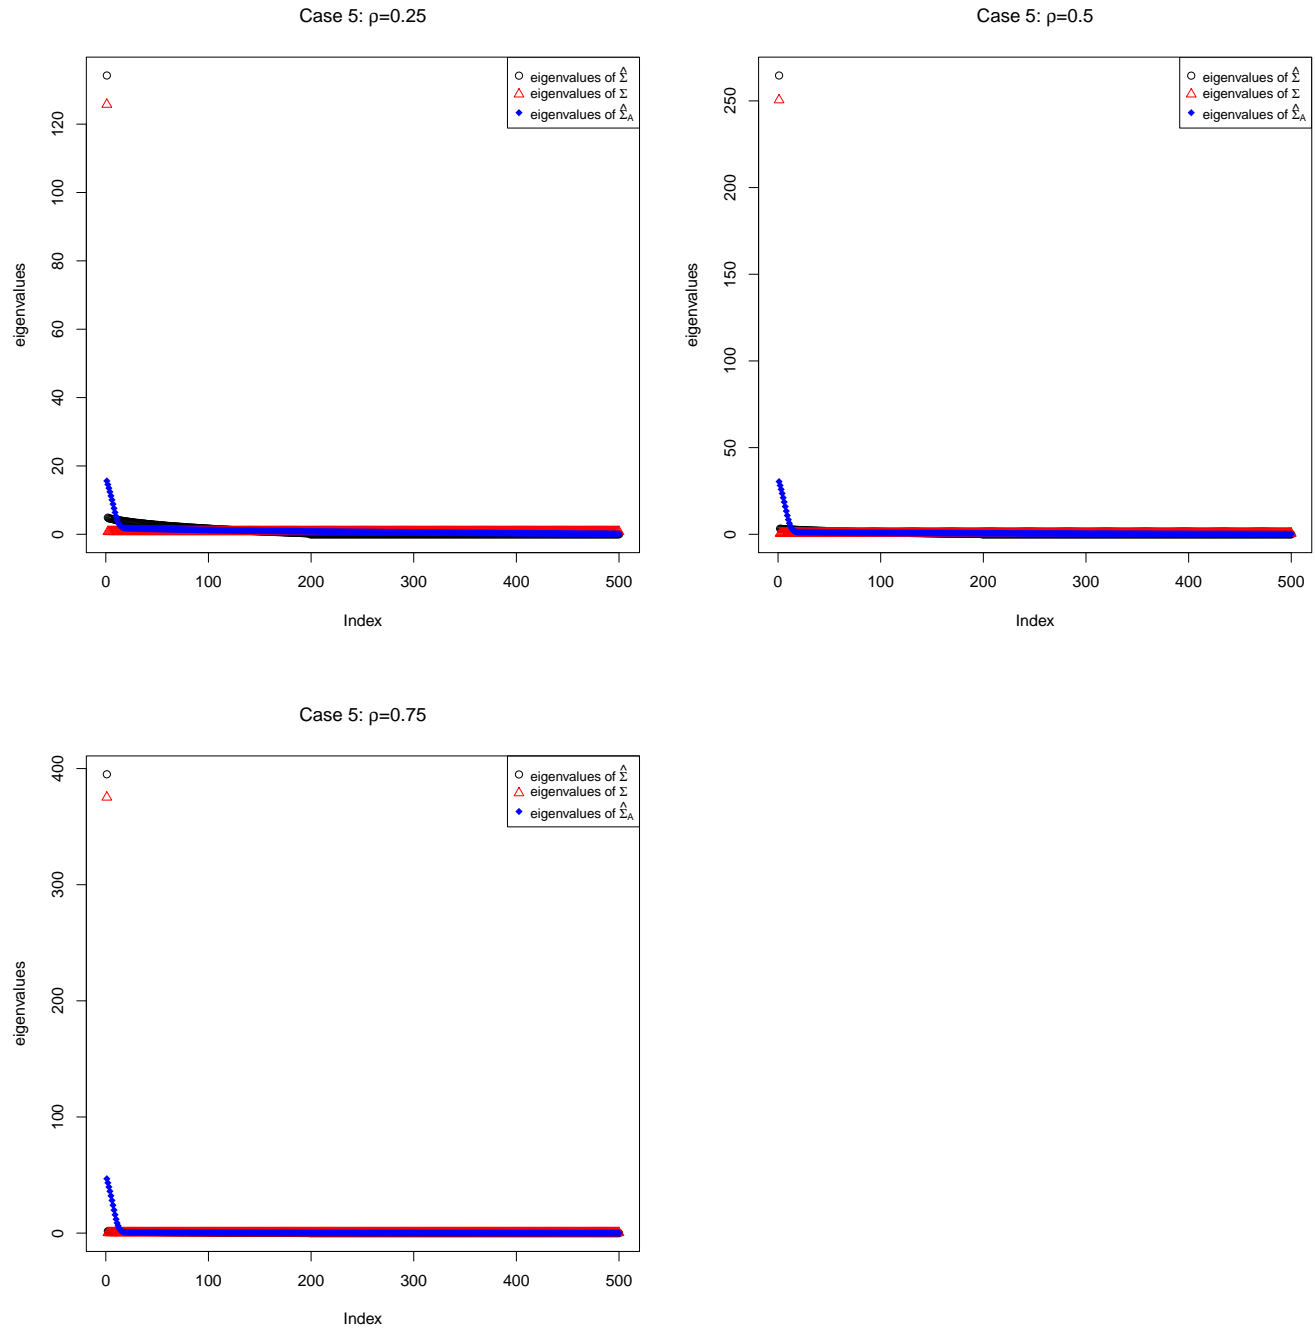 Case 5: ρ=0.25
eigenvalues of Σ̂
eigenvalues of Σ
eigenvalues of Σ̂_A
0
20
40
60
80
100
120
eigenvalues
0 100 200 300 400 500
Index
Case 5: ρ=0.5
eigenvalues of Σ̂
eigenvalues of Σ
eigenvalues of Σ̂_A
0
50
100
150
200
250
eigenvalues
0 100 200 300 400 500
Index
Case 5: ρ=0.75
eigenvalues of Σ̂
eigenvalues of Σ
eigenvalues of Σ̂_A
0
100
200
300
400
eigenvalues
0 100 200 300 400 500
Index